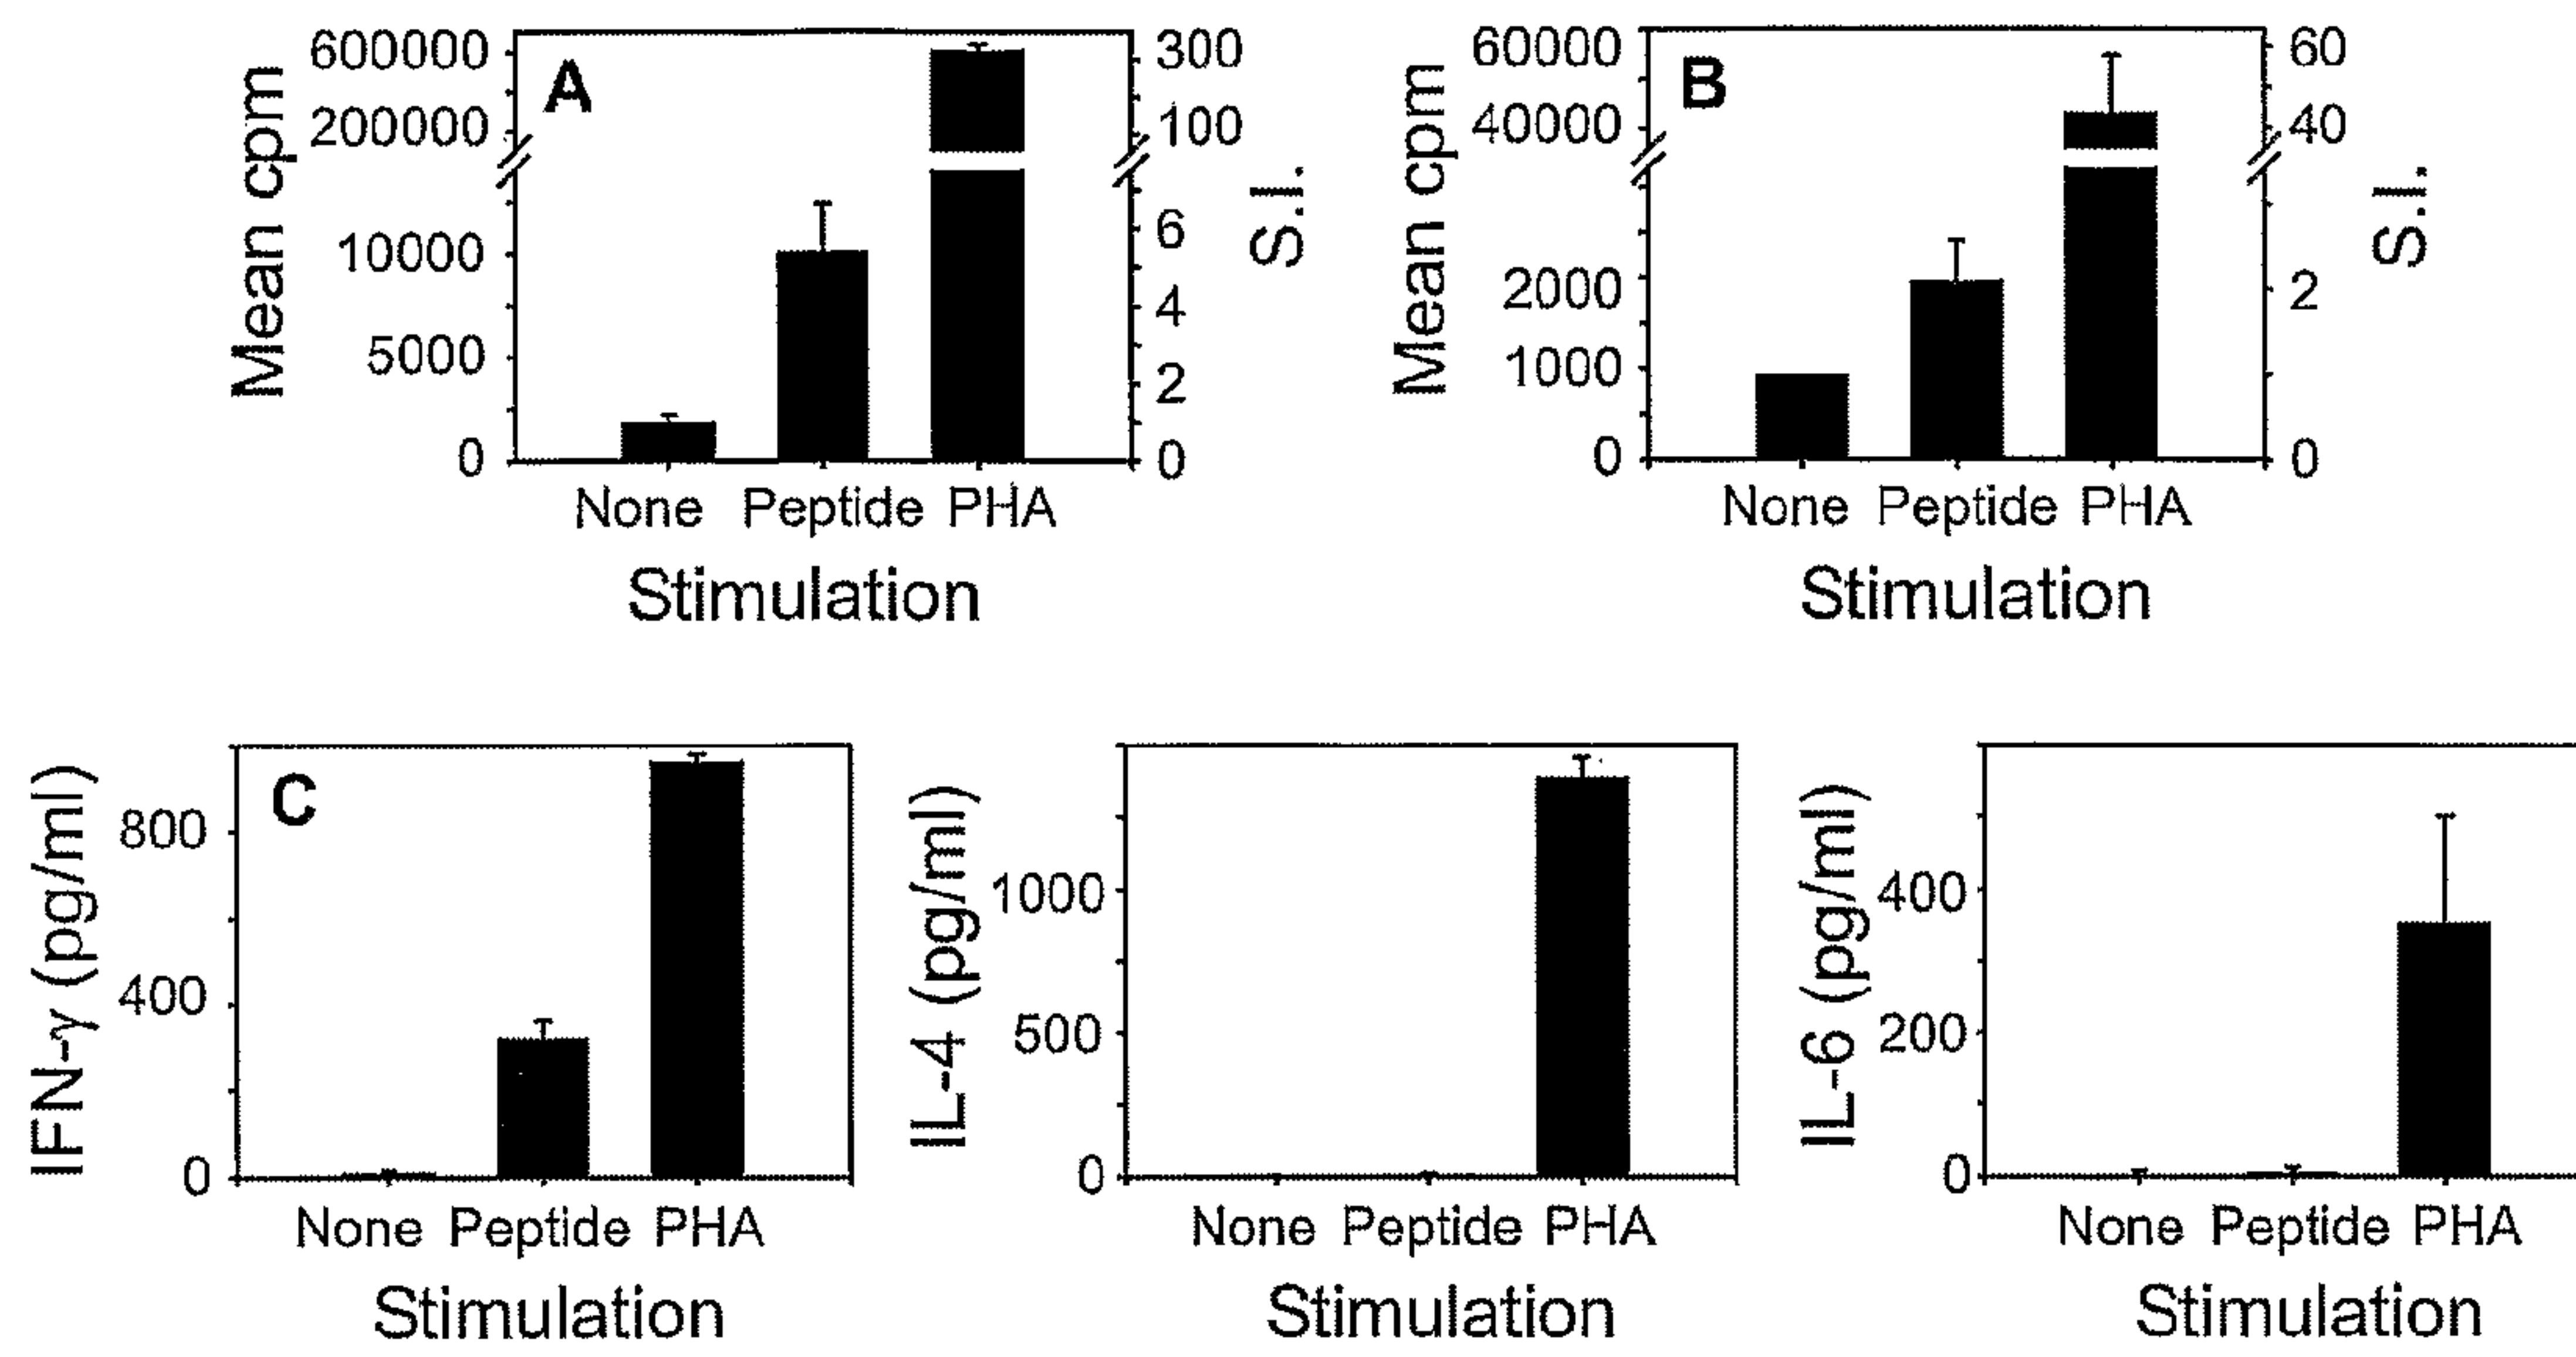 A
Mean cpm
600000
200000
10000
5000
0
300
100
6
4
2
0
S.I.
None Peptide PHA
Stimulation
B
Mean cpm
60000
40000
2000
1000
0
60
40
2
0
S.I.
None Peptide PHA
Stimulation
C
IFN-γ (pg/ml)
800
400
0
None Peptide PHA
Stimulation
IL-4 (pg/ml)
1000
500
0
None Peptide PHA
Stimulation
IL-6 (pg/ml)
400
200
0
None Peptide PHA
Stimulation